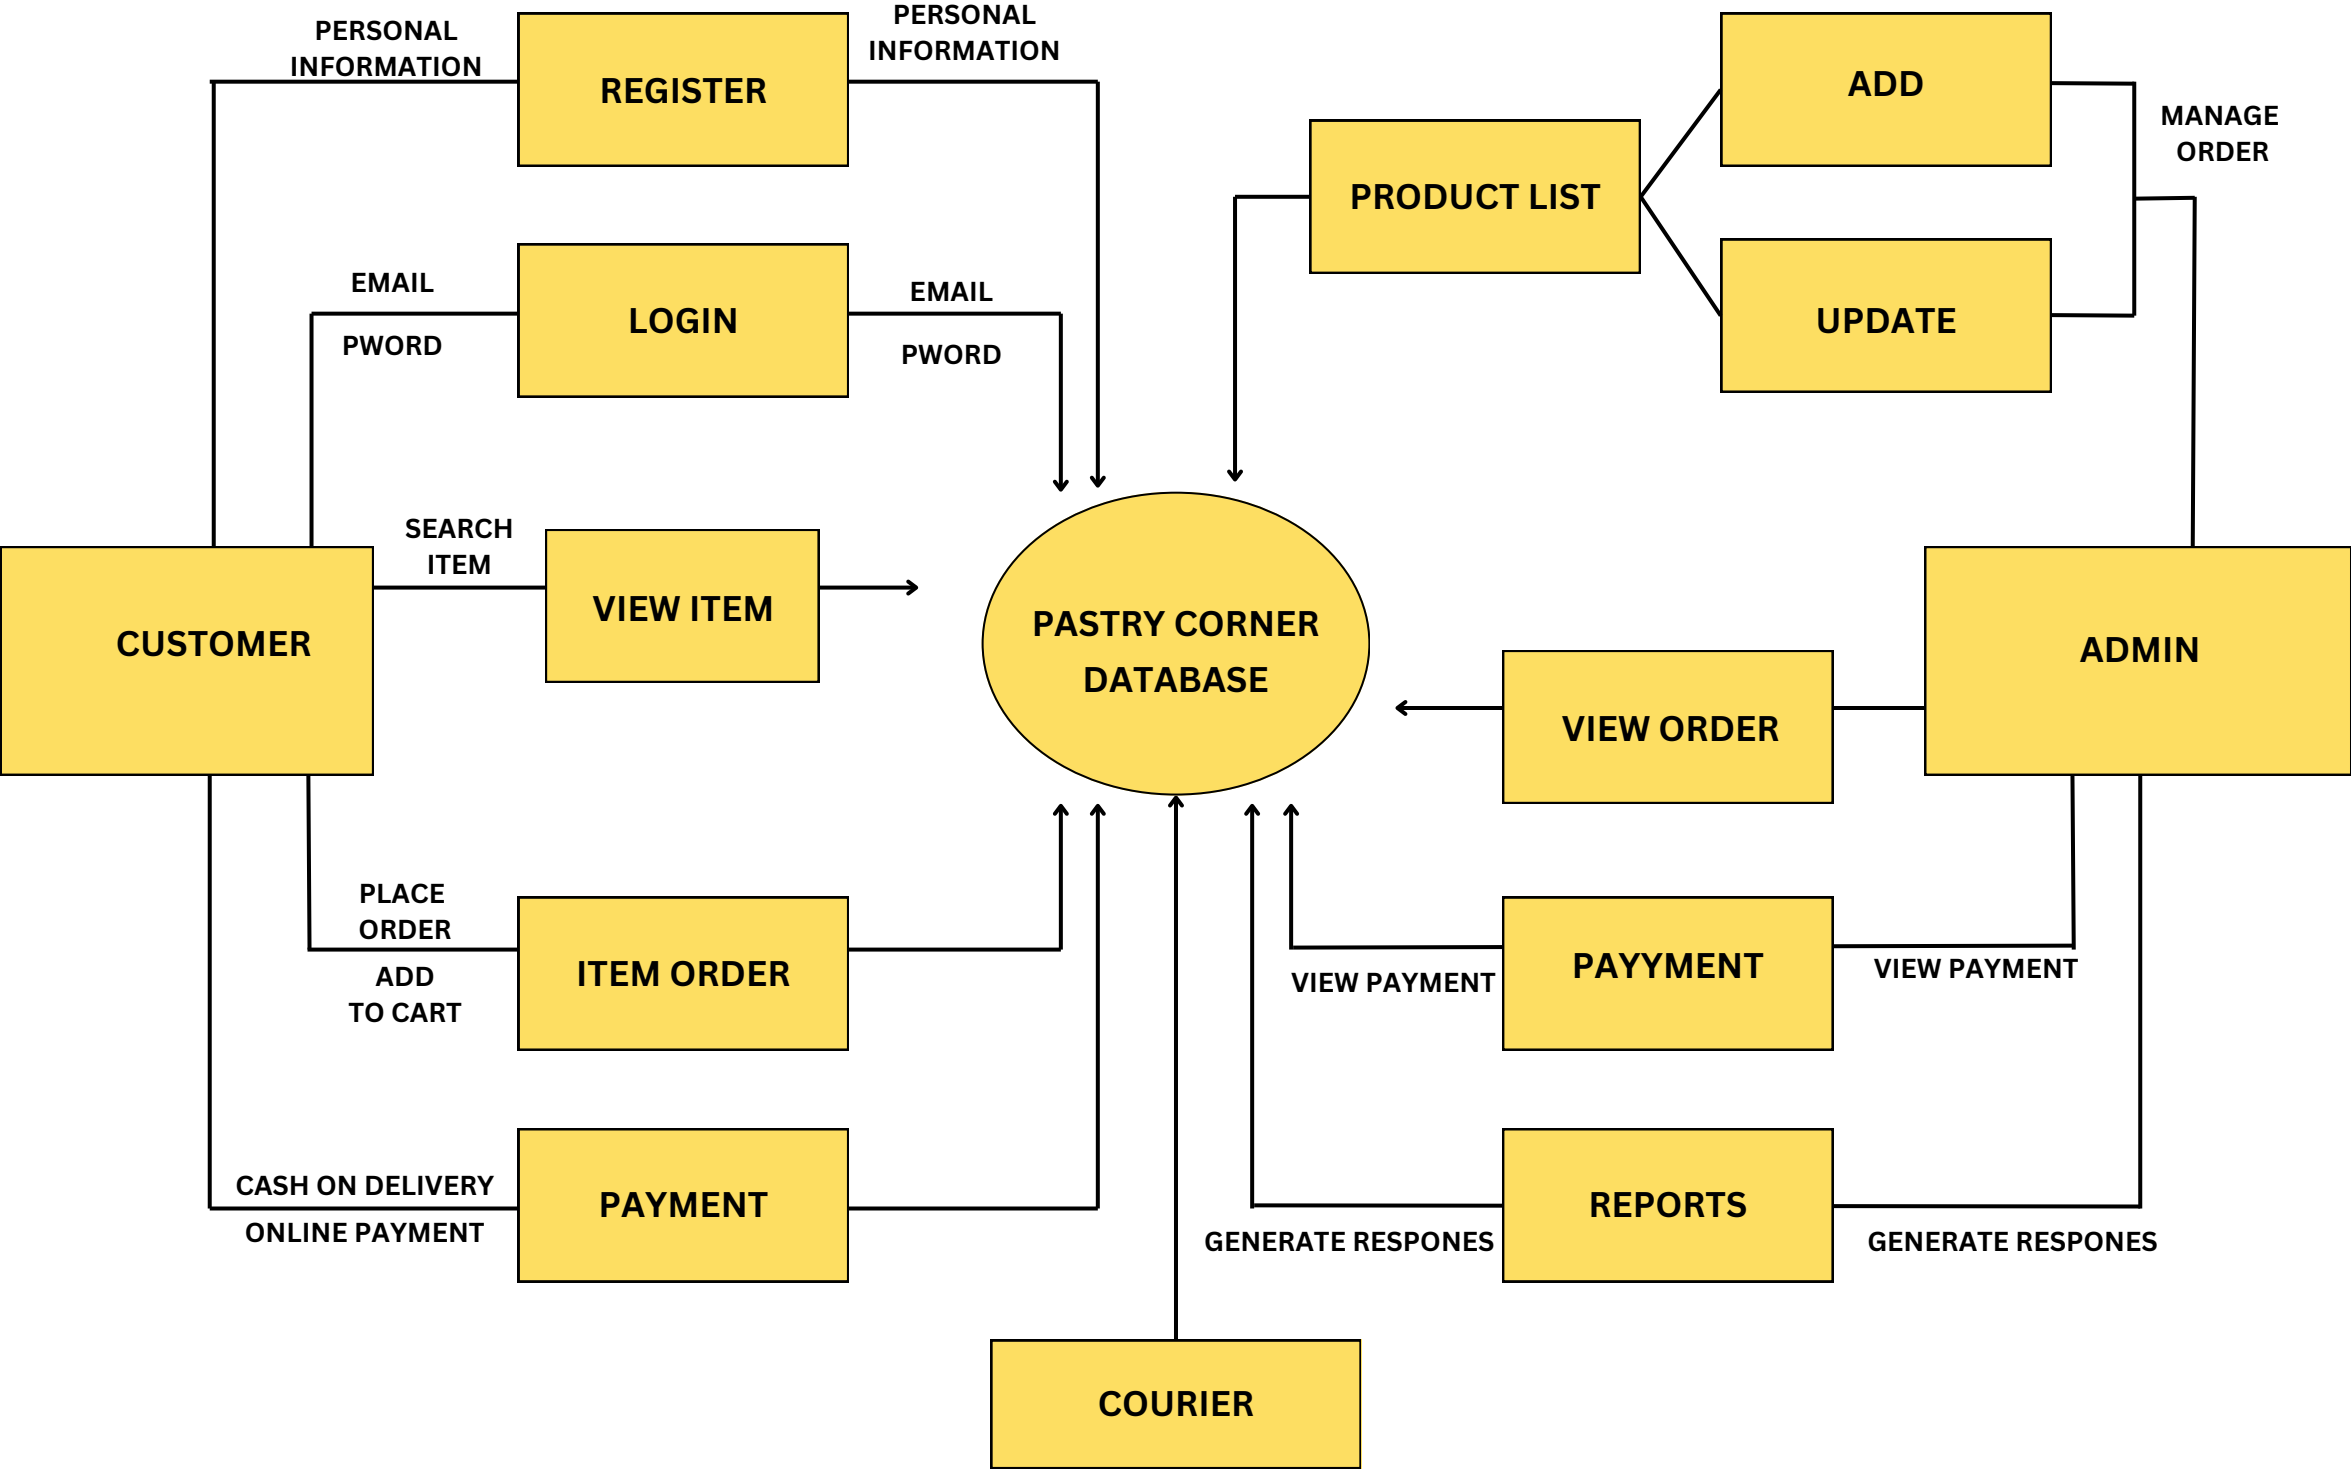 PERSONAL
INFORMATION
REGISTER
PERSONAL
INFORMATION
EMAIL
PWORD
LOGIN
EMAIL
PWORD
SEARCH
ITEM
VIEW ITEM
CUSTOMER
PLACE
ORDER
ADD
TO CART
ITEM ORDER
CASH ON DELIVERY
ONLINE PAYMENT
PAYMENT
PASTRY CORNER
DATABASE
COURIER
PRODUCT LIST
ADD
UPDATE
MANAGE
ORDER
ADMIN
VIEW ORDER
VIEW PAYMENT
PAYYMENT
VIEW PAYMENT
GENERATE RESPONES
REPORTS
GENERATE RESPONES